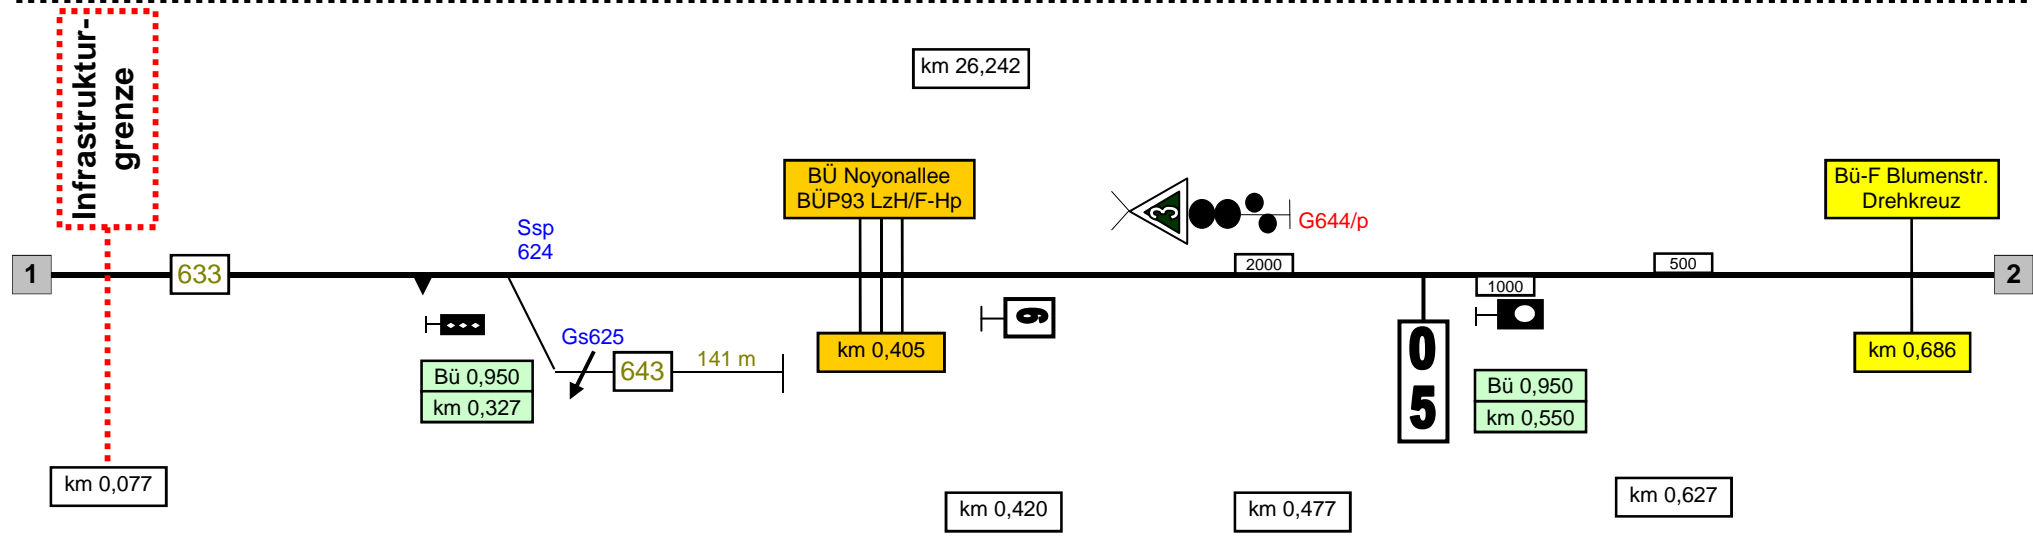 Infrastruktur-
grenze
km 26,242
BÜ Noyonallee
BÜP93 LzH/F-Hp
Bü-F Blumenstr.
Drehkreuz
3
G644/p
Ssp
624
1
633
2000
500
2
1000
6
Gs625
643
141 m
km 0,405
0
5
km 0,686
Bü 0,950
km 0,327
Bü 0,950
km 0,550
km 0,077
km 0,420
km 0,477
km 0,627